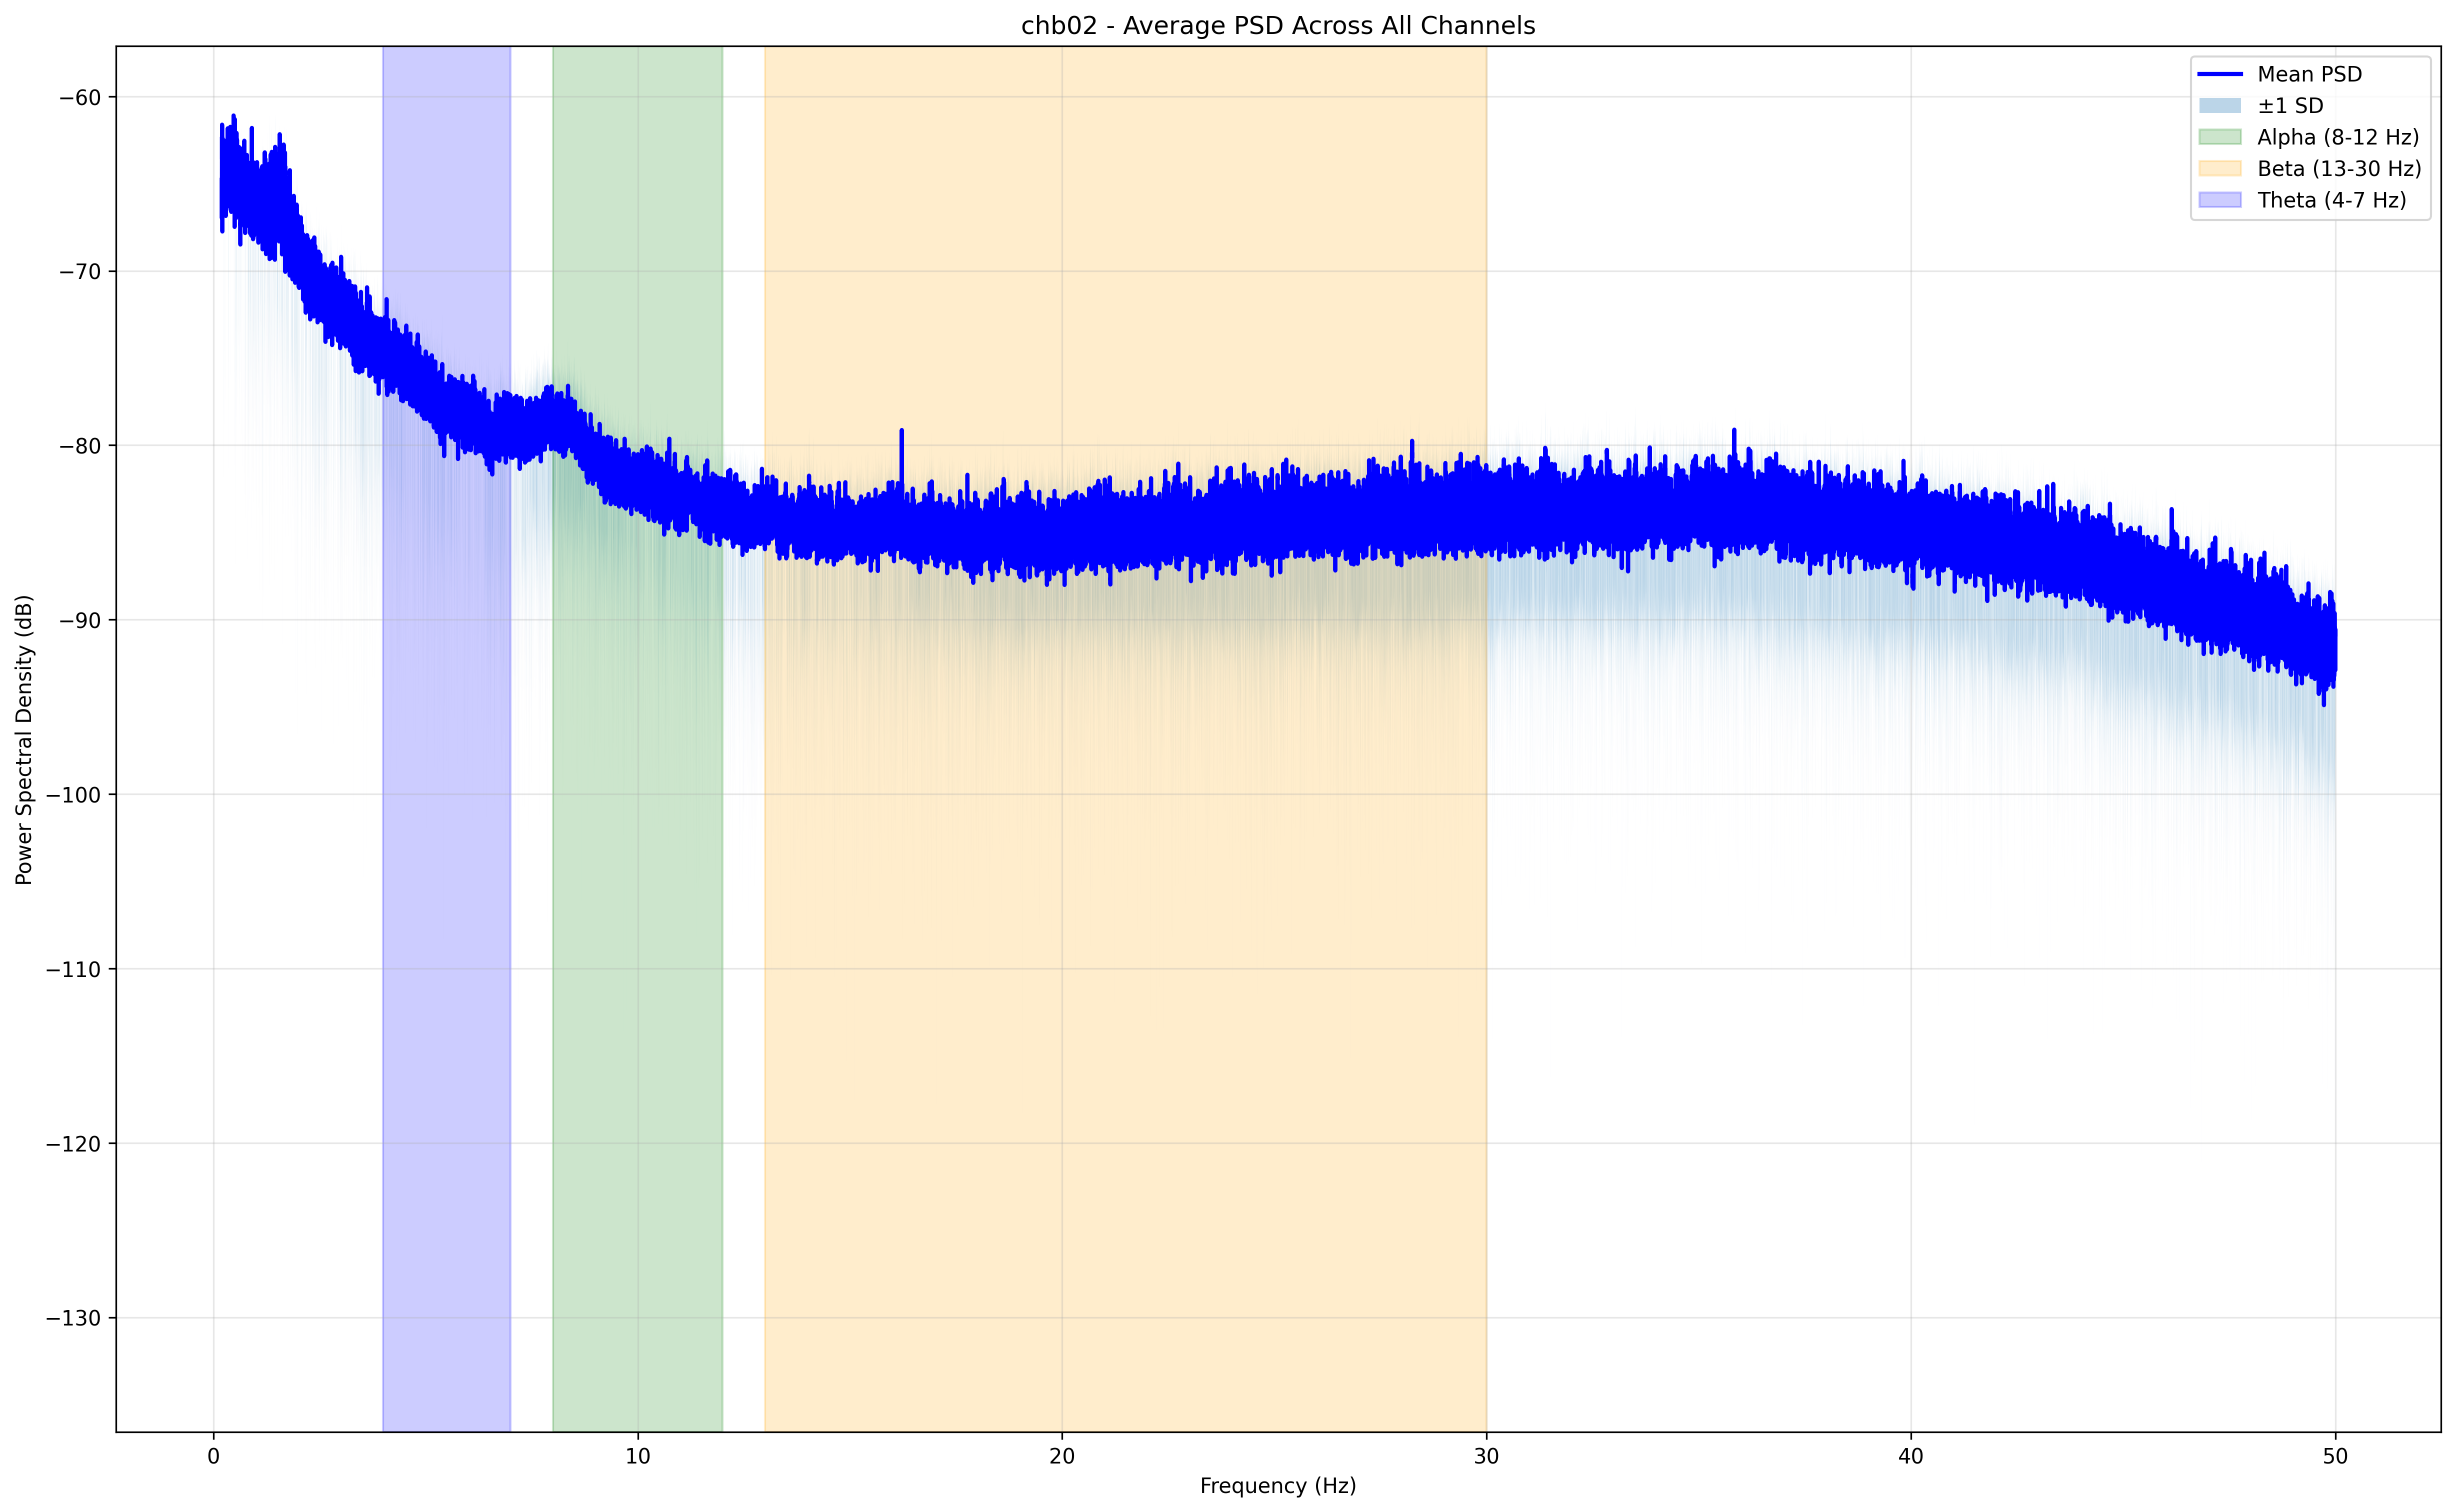 chb02 - Average PSD Across All Channels
Mean PSD
±1 SD
Alpha (8-12 Hz)
Beta (13-30 Hz)
Theta (4-7 Hz)
Power Spectral Density (dB)
−60
−70
−80
−90
−100
−110
−120
−130
0 10 20 30 40 50
Frequency (Hz)